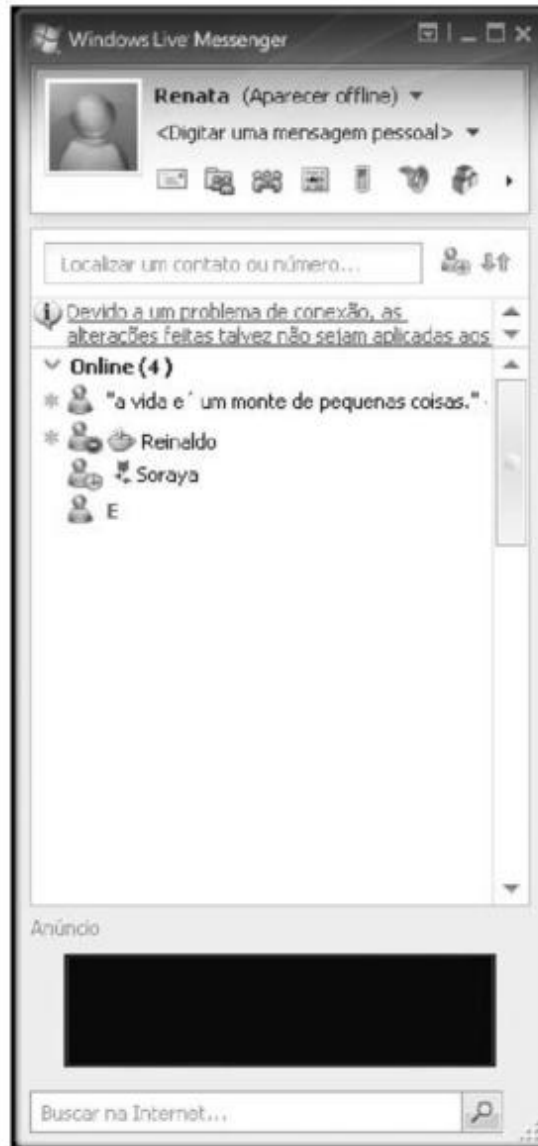 Windows Live Messenger
Renata (Aparecer offline)
<Digitar uma mensagem pessoal>
Localizar um contato ou número...
Devido a um problema de conexão, as
alterações feitas talvez não sejam aplicadas aos
Online (4)
"a vida e´ um monte de pequenas coisas." -
Reinaldo
Soraya
E
Anúncio
Buscar na Internet...